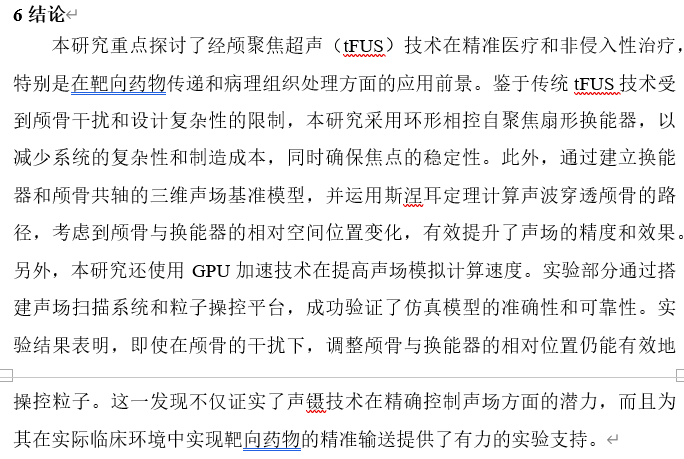 6 结论
本研究重点探讨了经颅聚焦超声（tFUS）技术在精准医疗和非侵入性治疗，
特别是在靶向药物传递和病理组织处理方面的应用前景。鉴于传统 tFUS 技术受
到颅骨干扰和设计复杂性的限制，本研究采用环形相控自聚焦扇形换能器，以
减少系统的复杂性和制造成本，同时确保焦点的稳定性。此外，通过建立换能
器和颅骨共轴的三维声场基准模型，并运用斯涅耳定理计算声波穿透颅骨的路
径，考虑到颅骨与换能器的相对空间位置变化，有效提升了声场的精度和效果。
另外，本研究还使用 GPU 加速技术在提高声场模拟计算速度。实验部分通过搭
建声场扫描系统和粒子操控平台，成功验证了仿真模型的准确性和可靠性。实
验结果表明，即使在颅骨的干扰下，调整颅骨与换能器的相对位置仍能有效地
操控粒子。这一发现不仅证实了声镊技术在精确控制声场方面的潜力，而且为
其在实际临床环境中实现靶向药物的精准输送提供了有力的实验支持。